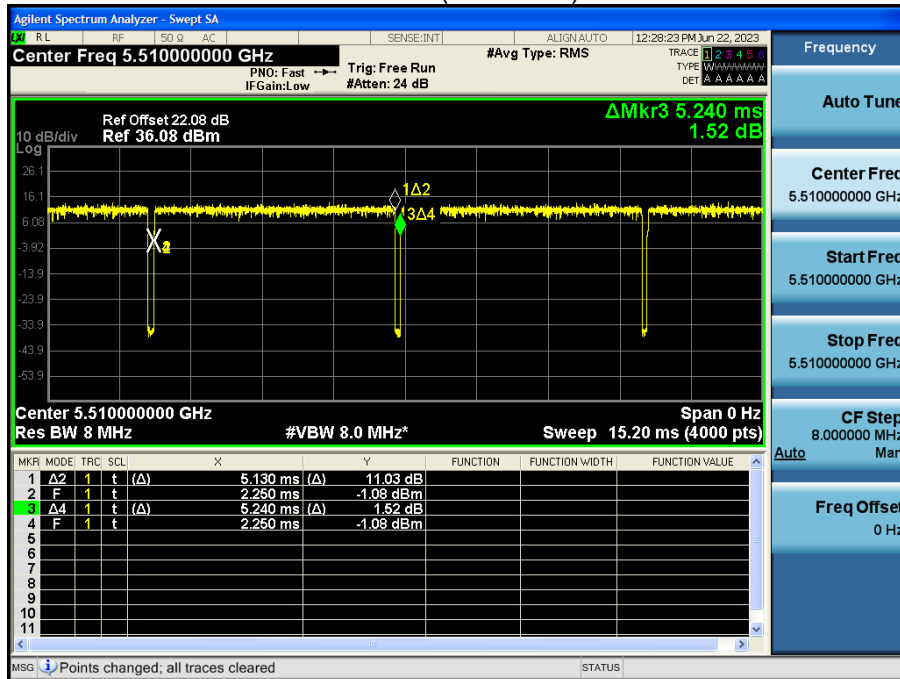 Agilent Spectrum Analyzer - Swept SA
LXI RL RF 50 Ω AC SENSE:INT ALIGN AUTO 12:28:23 PM Jun 22, 2023
Center Freq 5.510000000 GHz
PNO: Fast
IFGain:Low
Trig: Free Run
#Atten: 24 dB
#Avg Type: RMS
TRACE 1 2 3 4 5 6
TYPE WWWWWW
DET A A A A A A
Ref Offset 22.08 dB
10 dB/div Ref 36.08 dBm
Log
ΔMkr3 5.240 ms
1.52 dB
26.1
16.1
6.08
-3.92
-13.9
-23.9
-33.9
-43.9
-53.9
1Δ2
3Δ4
Center 5.510000000 GHz Span 0 Hz
Res BW 8 MHz #VBW 8.0 MHz* Sweep 15.20 ms (4000 pts)
MKR MODE TRC SCL X Y FUNCTION FUNCTION WIDTH FUNCTION VALUE
1 Δ2 1 t (Δ) 5.130 ms (Δ) 11.03 dB
2 F 1 t 2.250 ms -1.08 dBm
3 Δ4 1 t (Δ) 5.240 ms (Δ) 1.52 dB
4 F 1 t 2.250 ms -1.08 dBm
5
6
7
8
9
10
11
MSG Points changed; all traces cleared STATUS
Frequency
Auto Tune
Center Freq
5.510000000 GHz
Start Freq
5.510000000 GHz
Stop Freq
5.510000000 GHz
CF Step
8.000000 MHz
Auto Man
Freq Offset
0 Hz